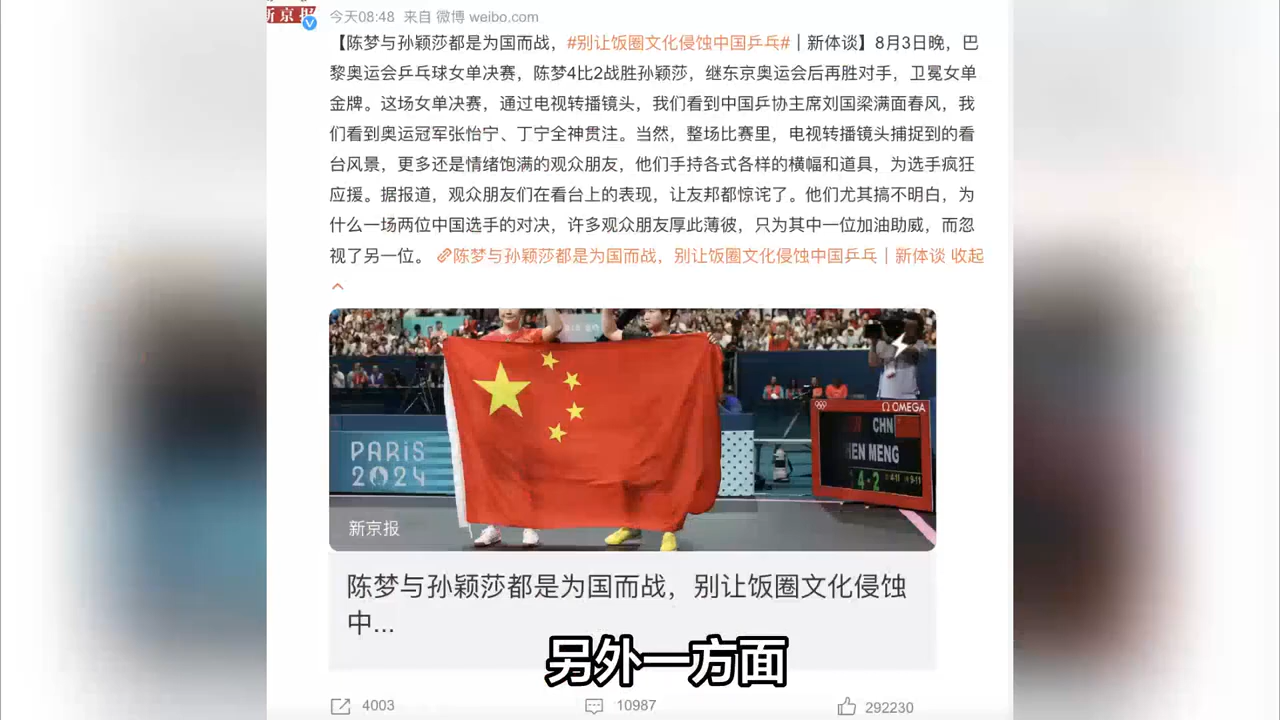 新京报
今天08:48 来自 微博 weibo.com
【陈梦与孙颖莎都是为国而战，#别让饭圈文化侵蚀中国乒乓#｜新体谈】8月3日晚，巴
黎奥运会乒乓球女单决赛，陈梦4比2战胜孙颖莎，继东京奥运会后再胜对手，卫冕女单
金牌。这场女单决赛，通过电视转播镜头，我们看到中国乒协主席刘国梁满面春风，我
们看到奥运冠军张怡宁、丁宁全神贯注。当然，整场比赛里，电视转播镜头捕捉到的看
台风景，更多还是情绪饱满的观众朋友，他们手持各式各样的横幅和道具，为选手疯狂
应援。据报道，观众朋友们在看台上的表现，让友邦都惊诧了。他们尤其搞不明白，为
什么一场两位中国选手的对决，许多观众朋友厚此薄彼，只为其中一位加油助威，而忽
视了另一位。 陈梦与孙颖莎都是为国而战，别让饭圈文化侵蚀中国乒乓｜新体谈 收起
Ω OMEGA
CHN
HEN MENG
4-2
PARIS
2024
新京报
陈梦与孙颖莎都是为国而战，别让饭圈文化侵蚀
中...
另外一方面
4003
10987
292230